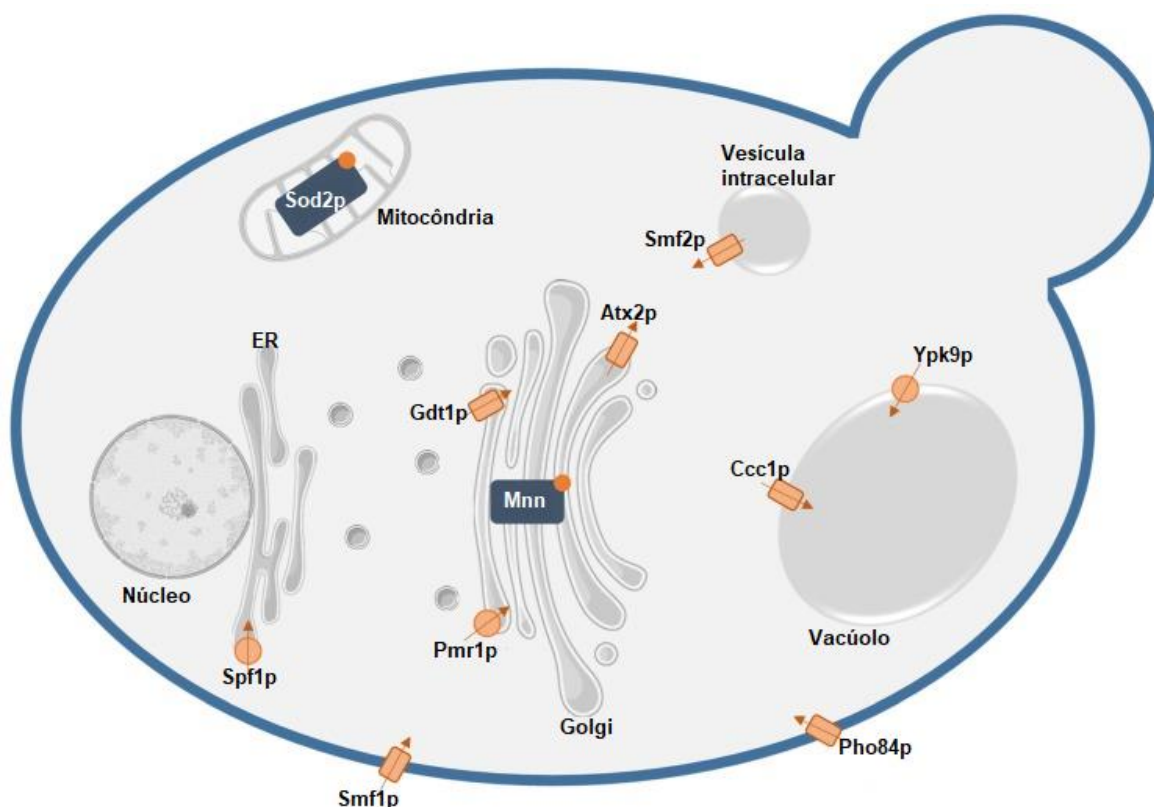 Vesícula
intracelular
Sod2p
Mitocôndria
Smf2p
Atx2p
ER
Ypk9p
Gdt1p
Ccc1p
Mnn
Núcleo
Vacúolo
Pmr1p
Spf1p
Golgi
Pho84p
Smf1p